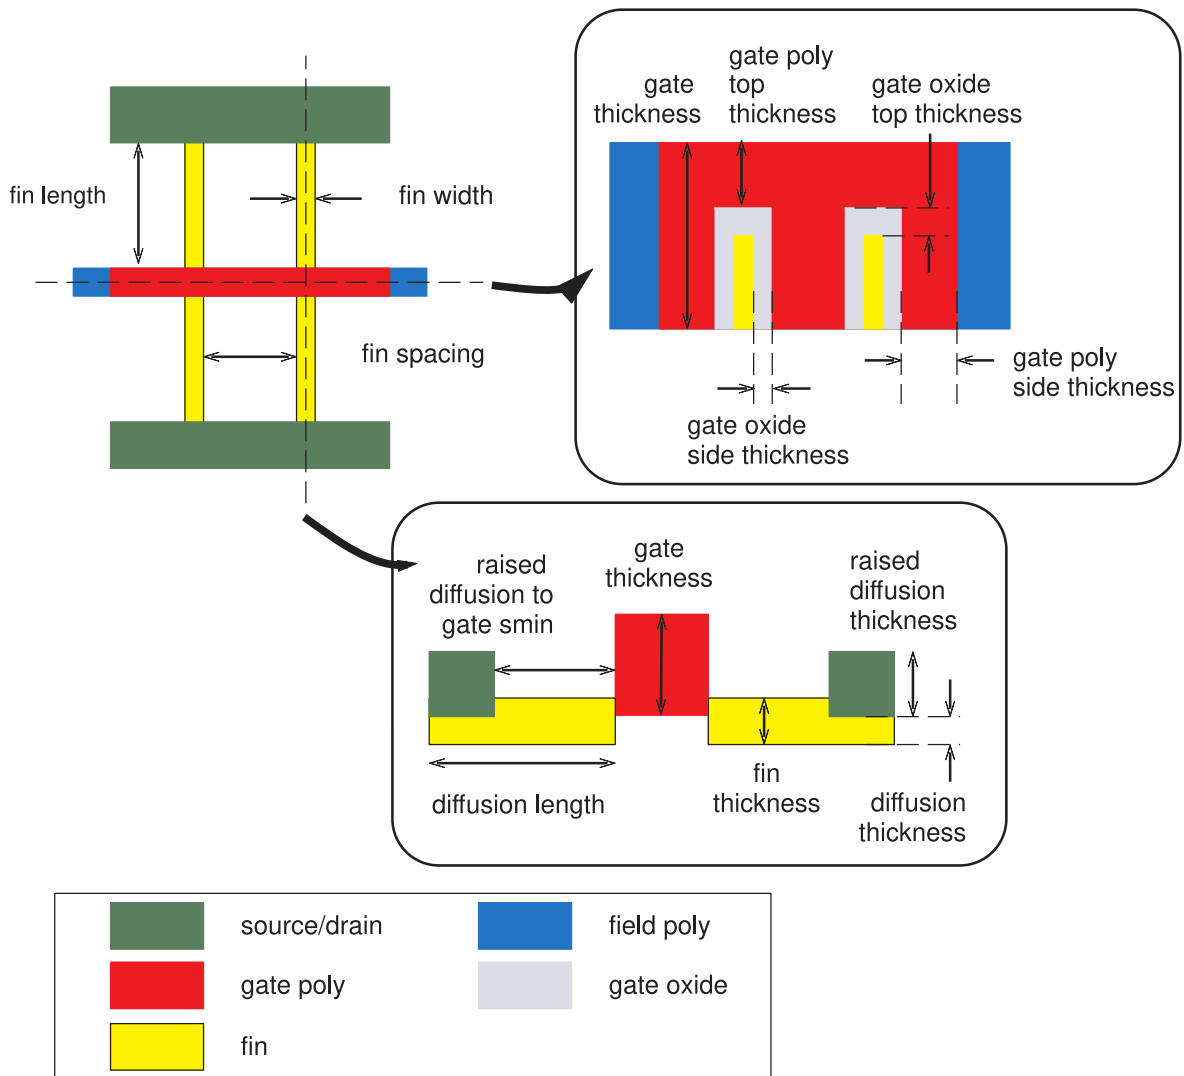 fin length
fin width
fin spacing
gate
thickness
gate poly
top
thickness
gate oxide
top thickness
gate poly
side thickness
gate oxide
side thickness
raised
diffusion to
gate smin
gate
thickness
raised
diffusion
thickness
diffusion length
fin
thickness
diffusion
thickness
source/drain
field poly
gate poly
gate oxide
fin